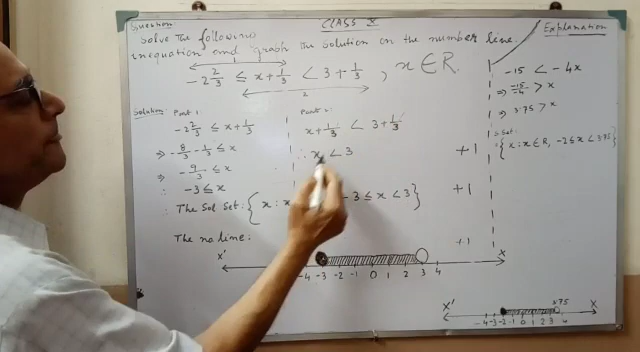 Question
CLASS X
Explanation
Solve the following
inequation and graph the solution on the number line.
1
-2 2/3 ≤ x + 1/3 < 3 + 1/3 , x ∈ R.
2
Solution:
Part 1:
-2 2/3 ≤ x + 1/3
⇒ -8/3 - 1/3 ≤ x
⇒ -9/3 ≤ x
∴ -3 ≤ x
x + 1/3 < 3 + 1/3
∴ x < 3
+1
∴ The Sol Set: { x : x -3 ≤ x < 3 }
+1
The no line:
+1
X' -4 -3 -2 -1 0 1 2 3 4 X
-15 < -4x
⇒ -15/-4 > x
⇒ 3.75 > x
{ x : x ∈ R, -2 ≤ x < 3.75 }
3.75
X' -4 -3 -2 -1 0 1 2 3 4 X